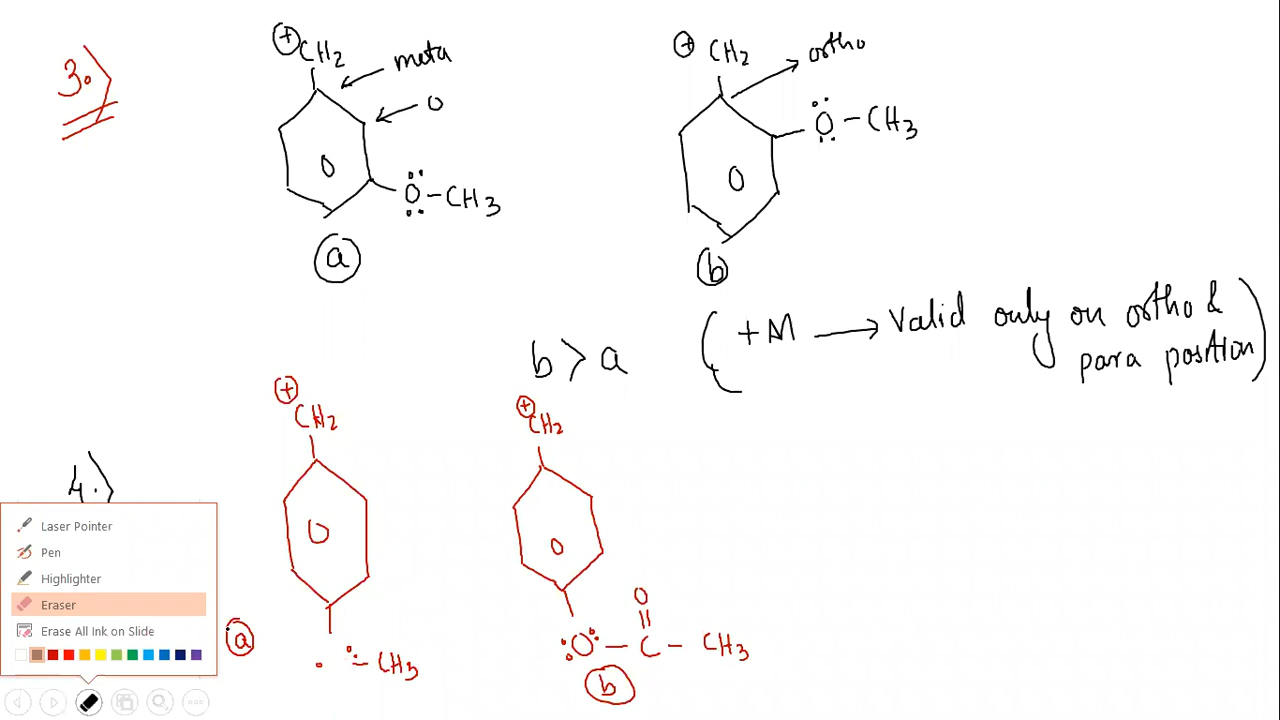 3.)
⊕CH2
meta
O
O
:Ö-CH3
(a)
⊕ CH2
ortho
O
Ö-CH3
(b)
b > a
(+M → Valid only on ortho &
para position)
4.)
⊕
CH2
O
CH3
(a)
⊕
CH2
O
O
:Ö: - C - CH3
(b)
Laser Pointer
Pen
Highlighter
Eraser
Erase All Ink on Slide